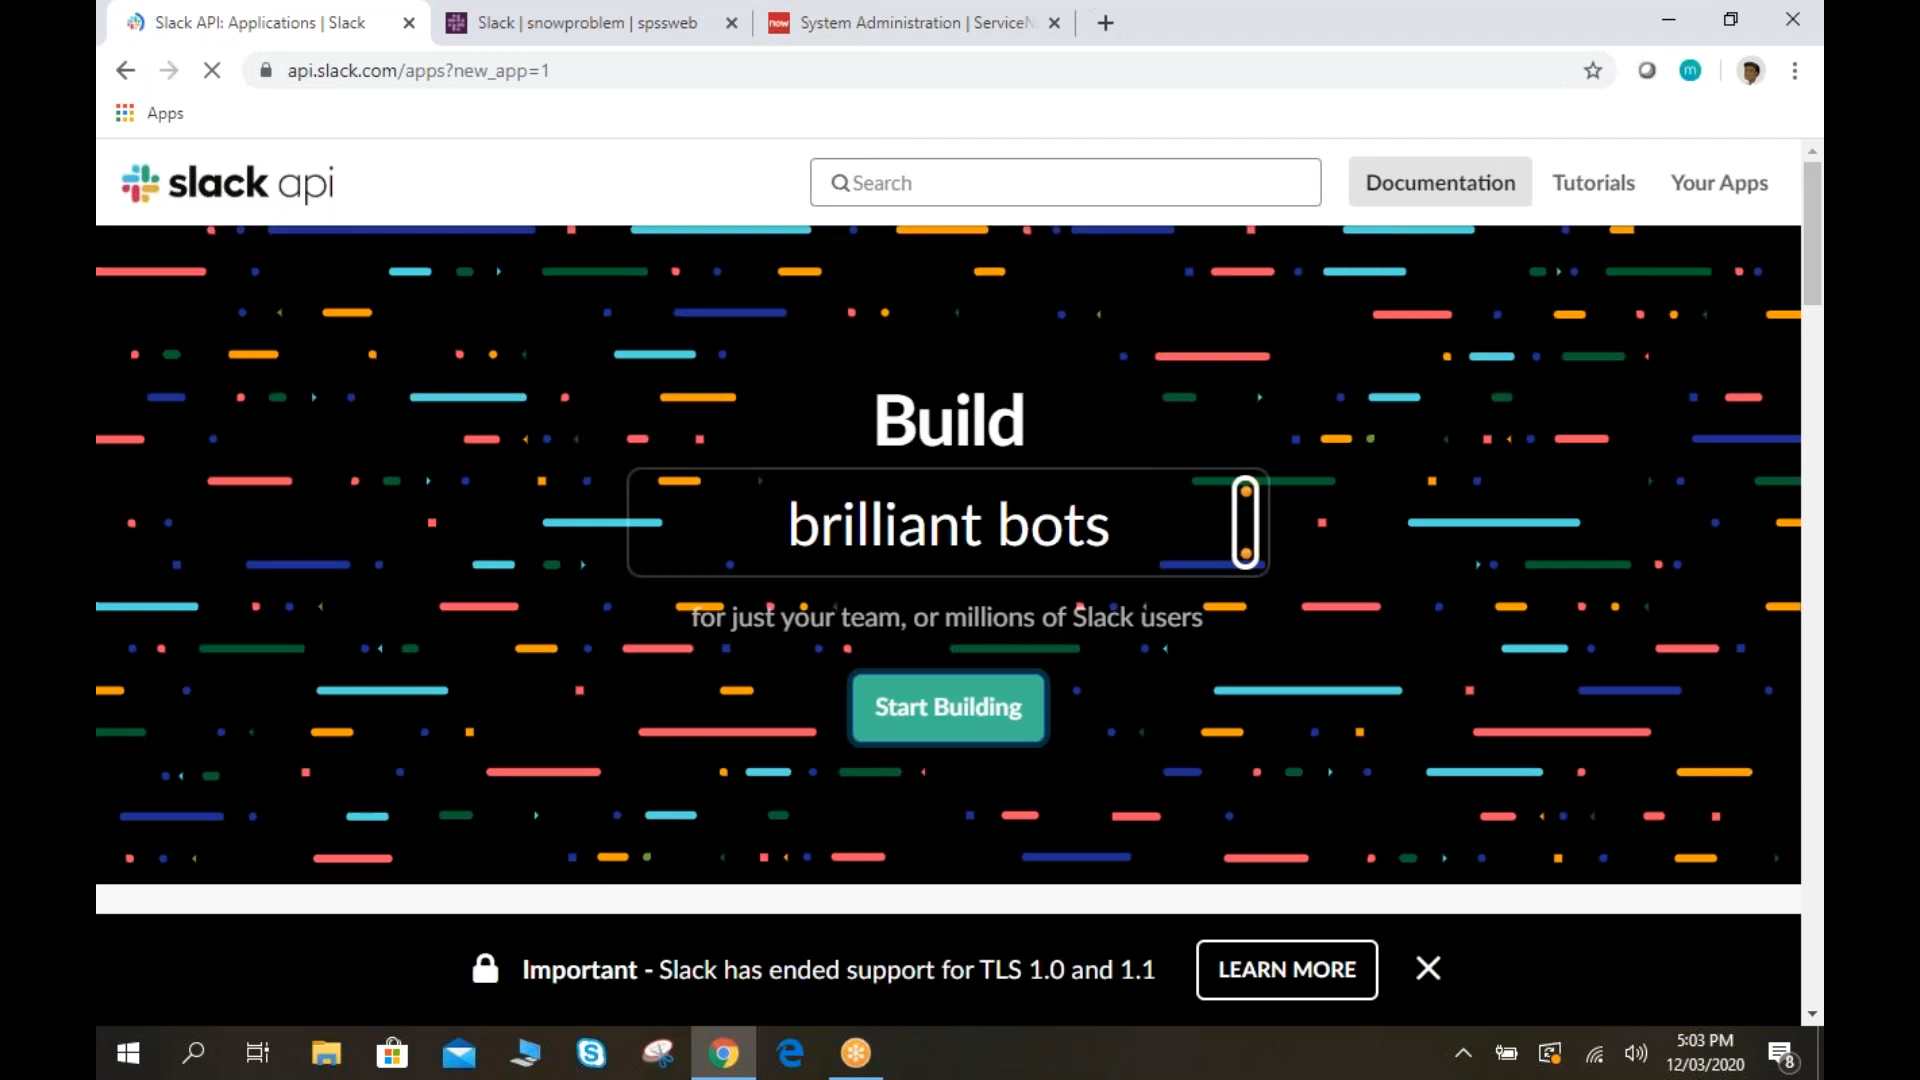 Slack API: Applications | Slack
Slack | snowproblem | spssweb
now
System Administration | ServiceN
api.slack.com/apps?new_app=1
m
Apps
slack api
Search
Documentation
Tutorials
Your Apps
Build
brilliant bots
for just your team, or millions of Slack users
Start Building
Important - Slack has ended support for TLS 1.0 and 1.1
LEARN MORE
5:03 PM
12/03/2020
8